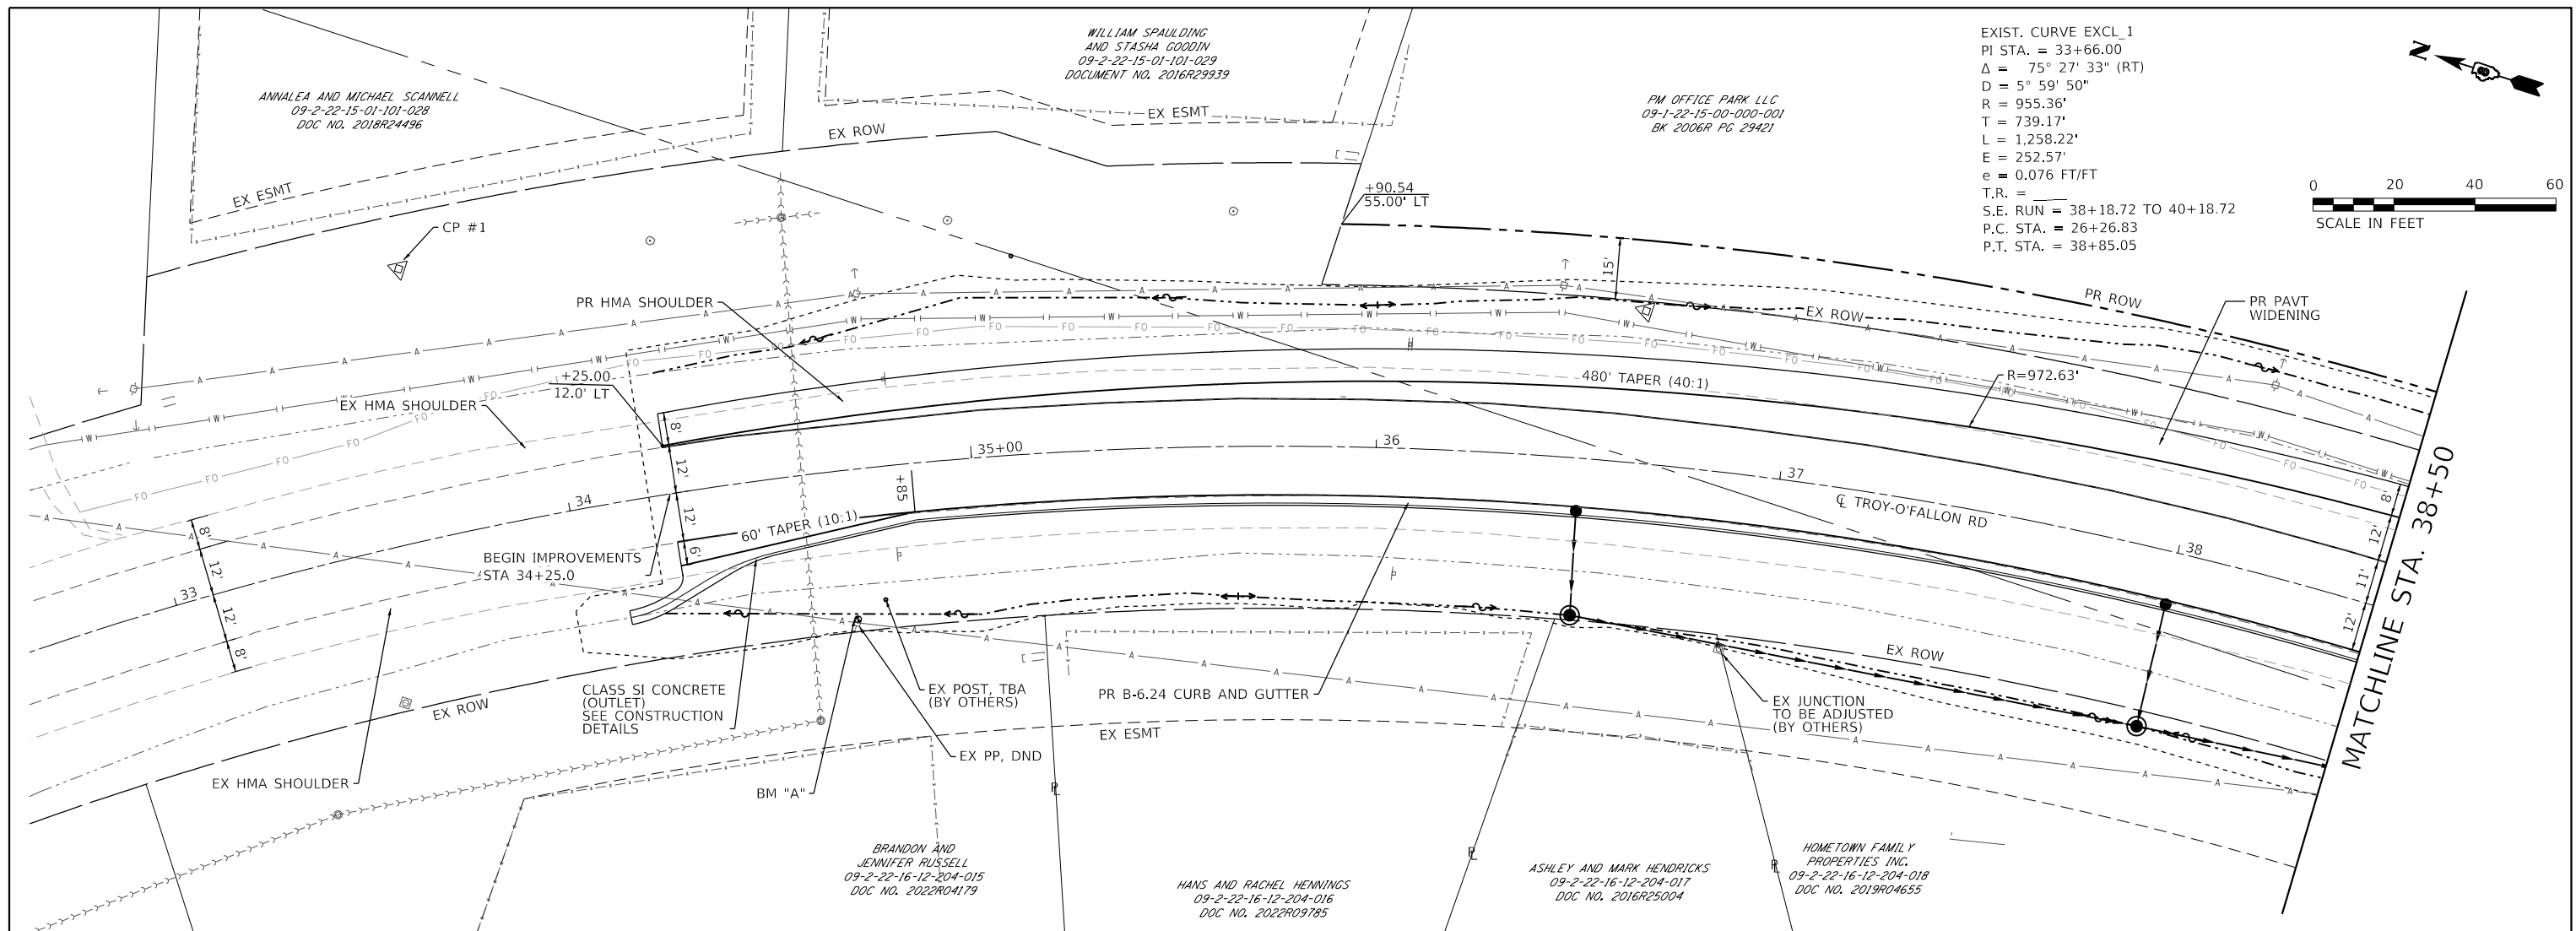 WILLIAM SPAULDING
AND STASHA GOODIN
09-2-22-15-01-101-029
DOCUMENT NO. 2016R29939
ANNALEA AND MICHAEL SCANNELL
09-2-22-15-01-101-028
DOC NO. 2018R24496
PM OFFICE PARK LLC
09-1-22-15-00-000-001
BK 2006R PG 29421
EXIST. CURVE EXCL_1
PI STA. = 33+66.00
Δ = 75° 27' 33" (RT)
D = 5° 59' 50"
R = 955.36'
T = 739.17'
L = 1,258.22'
E = 252.57'
e = 0.076 FT/FT
T.R. =
S.E. RUN = 38+18.72 TO 40+18.72
P.C. STA. = 26+26.83
P.T. STA. = 38+85.05
N
0 20 40 60
SCALE IN FEET
EX ESMT
EX ROW
EX ESMT
+90.54
55.00' LT
CP #1
15'
PR HMA SHOULDER
PR ROW
EX ROW
PR PAVT
WIDENING
+25.00
12.0' LT
EX HMA SHOULDER
480' TAPER (40:1)
R=972.63'
8'
12'
12'
6'
33
34
35+00
36
37
38
+85
60' TAPER (10:1)
℄ TROY-O'FALLON RD
BEGIN IMPROVEMENTS
STA 34+25.0
8'
12'
12'
8'
8'
12'
11'
12'
MATCHLINE STA. 38+50
EX ROW
EX ROW
CLASS SI CONCRETE
(OUTLET)
SEE CONSTRUCTION
DETAILS
EX POST, TBA
(BY OTHERS)
PR B-6.24 CURB AND GUTTER
EX JUNCTION
TO BE ADJUSTED
(BY OTHERS)
EX ESMT
EX PP, DND
EX HMA SHOULDER
BM "A"
BRANDON AND
JENNIFER RUSSELL
09-2-22-16-12-204-015
DOC NO. 2022R04179
HANS AND RACHEL HENNINGS
09-2-22-16-12-204-016
DOC NO. 2022R09785
ASHLEY AND MARK HENDRICKS
09-2-22-16-12-204-017
DOC NO. 2016R25004
HOMETOWN FAMILY
PROPERTIES INC.
09-2-22-16-12-204-018
DOC NO. 2019R04655